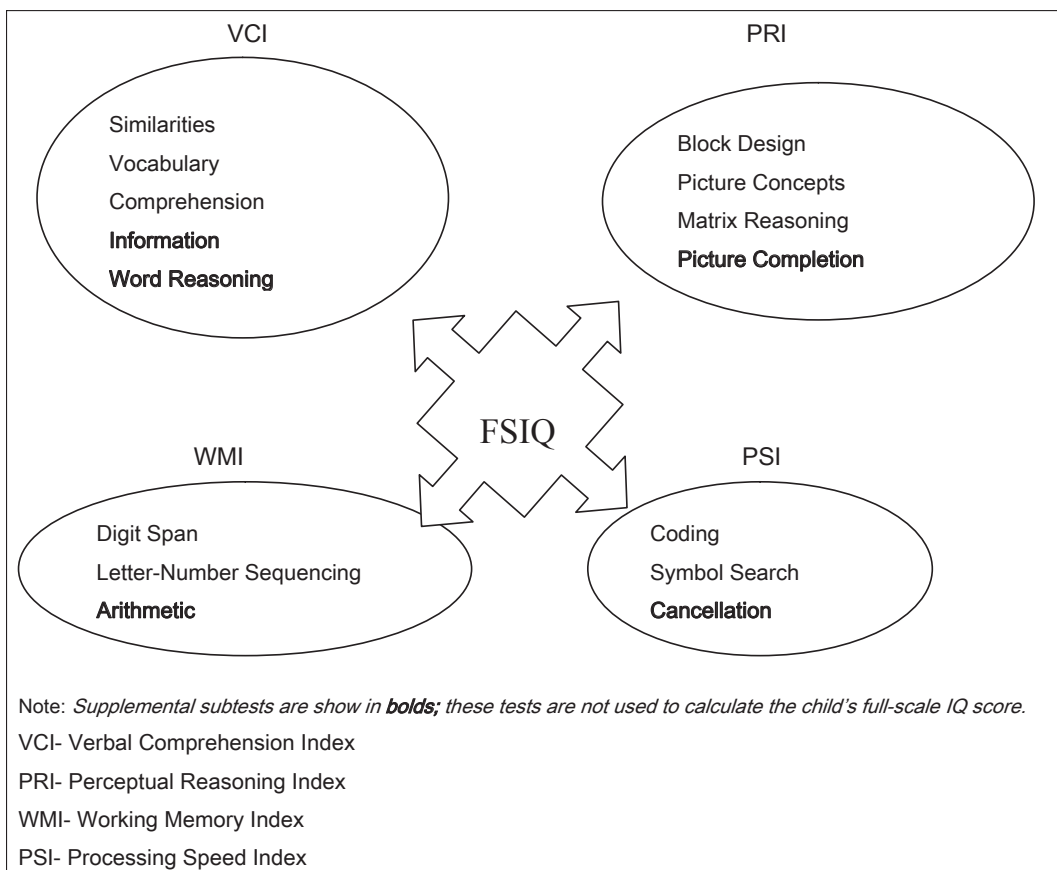 VCI
Similarities
Vocabulary
Comprehension
Information
Word Reasoning
PRI
Block Design
Picture Concepts
Matrix Reasoning
Picture Completion
FSIQ
WMI
Digit Span
Letter-Number Sequencing
Arithmetic
PSI
Coding
Symbol Search
Cancellation
Note: Supplemental subtests are show in bolds; these tests are not used to calculate the child's full-scale IQ score.
VCI- Verbal Comprehension Index
PRI- Perceptual Reasoning Index
WMI- Working Memory Index
PSI- Processing Speed Index